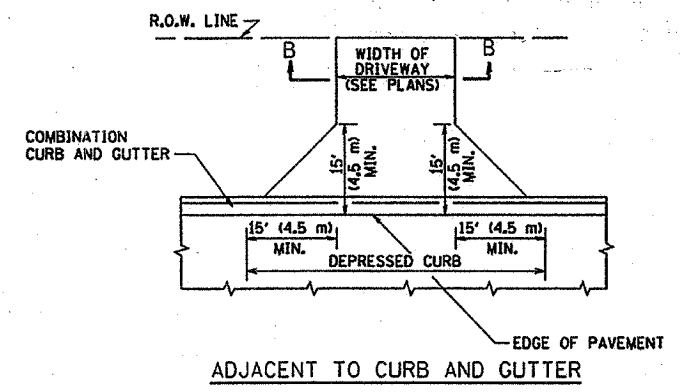 R.O.W. LINE
B
B
WIDTH OF
DRIVEWAY
(SEE PLANS)
COMBINATION
CURB AND GUTTER
15'
(4.5 m)
MIN.
15'
(4.5 m)
MIN.
15' (4.5 m)
MIN.
15' (4.5 m)
MIN.
DEPRESSED CURB
EDGE OF PAVEMENT
ADJACENT TO CURB AND GUTTER